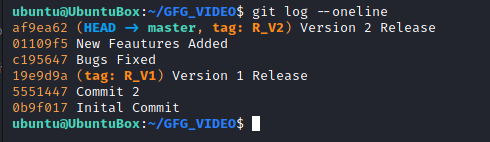 ubuntu@UbuntuBox:~/GFG_VIDEO$ git log --oneline
af9ea62 (HEAD → master, tag: R_V2) Version 2 Release
01109f5 New Feautures Added
c195647 Bugs Fixed
19e9d9a (tag: R_V1) Version 1 Release
5551447 Commit 2
0b9f017 Inital Commit
ubuntu@UbuntuBox:~/GFG_VIDEO$